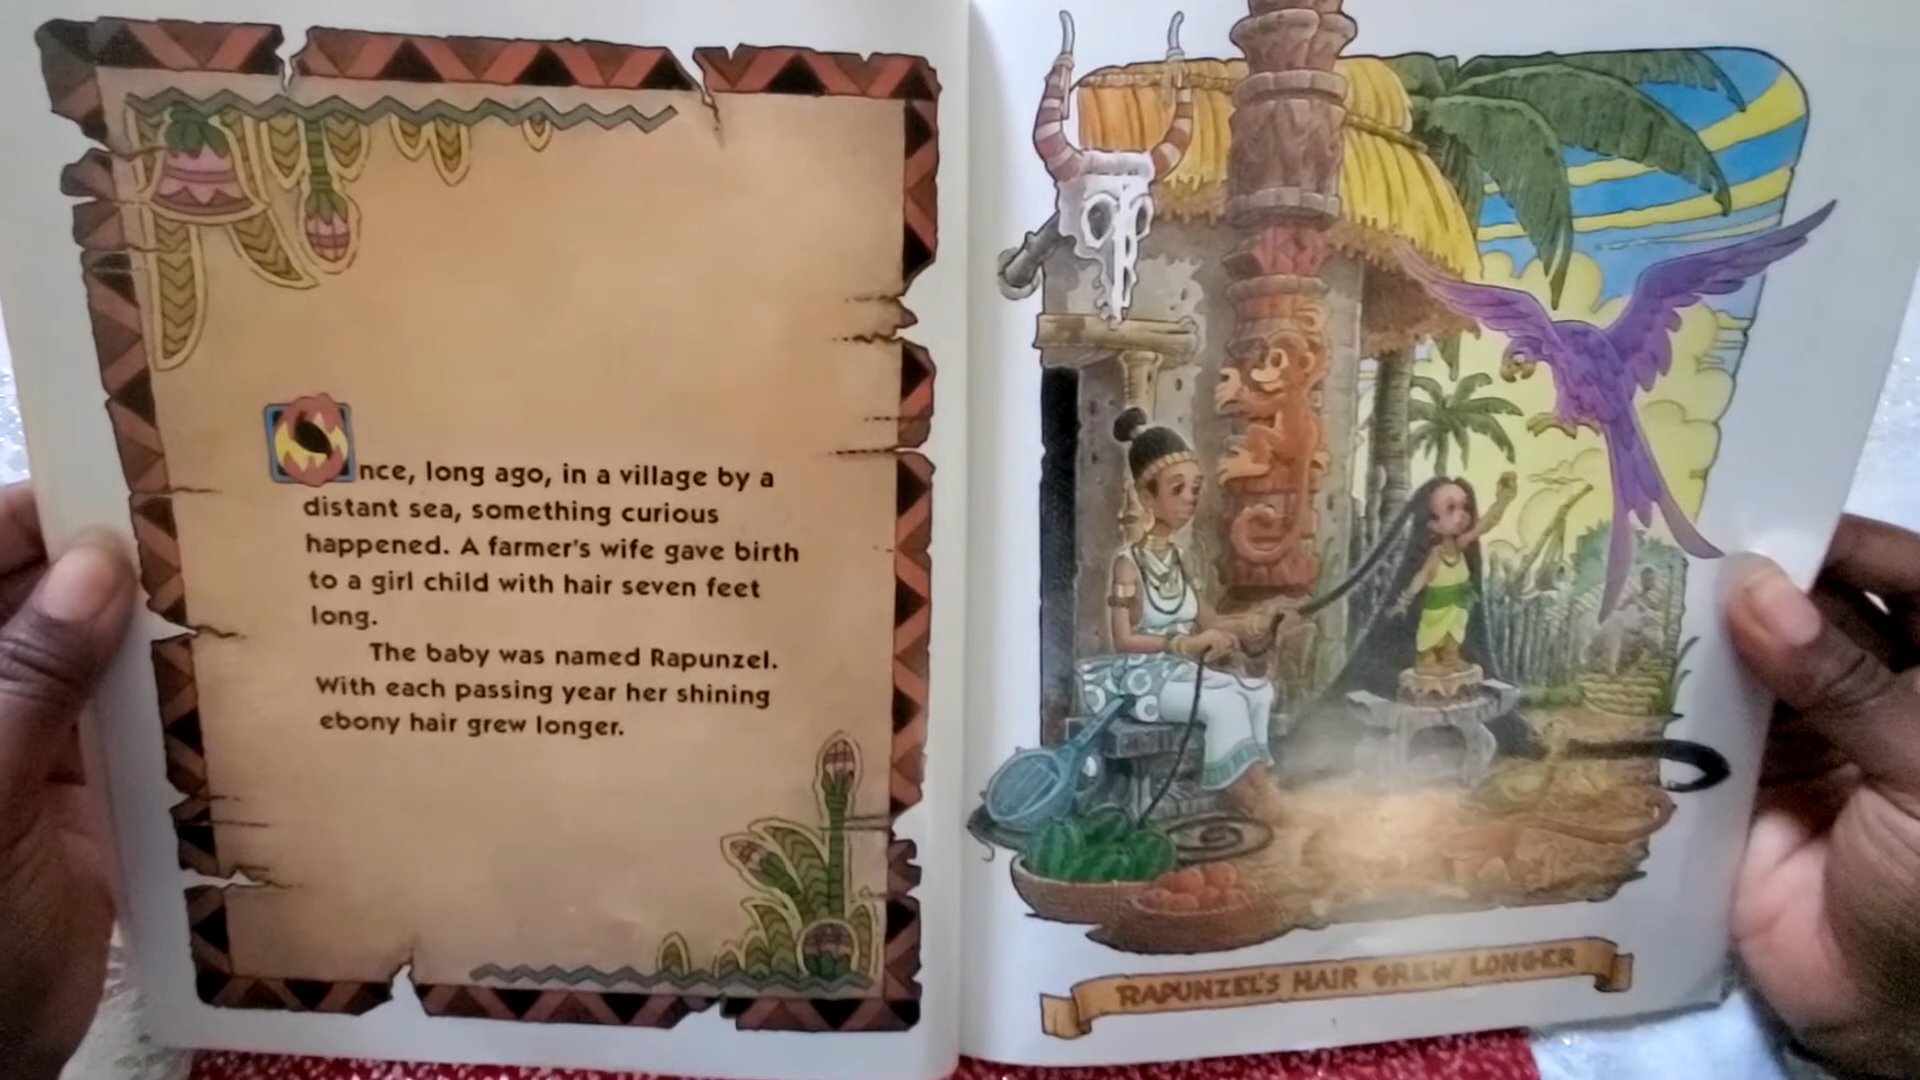 Once, long ago, in a village by a
distant sea, something curious
happened. A farmer's wife gave birth
to a girl child with hair seven feet
long.
The baby was named Rapunzel.
With each passing year her shining
ebony hair grew longer.
RAPUNZEL'S HAIR GREW LONGER